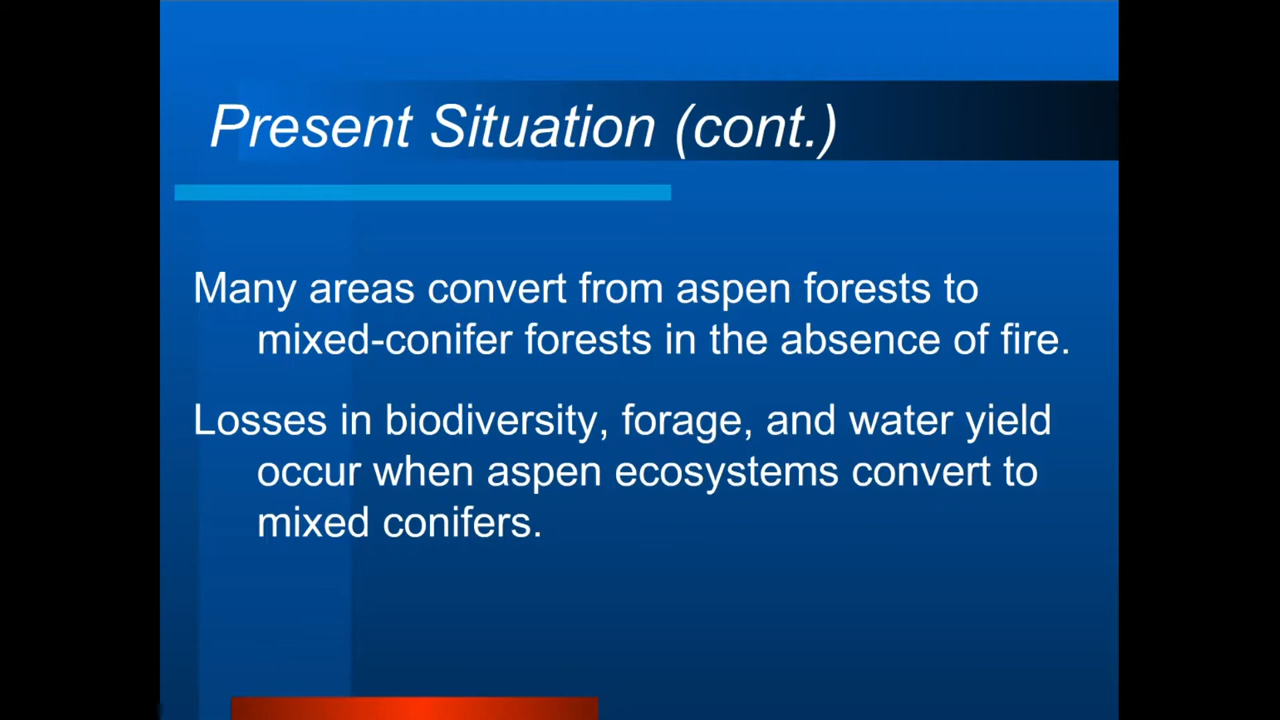 Present Situation (cont.)
Many areas convert from aspen forests to
mixed-conifer forests in the absence of fire.
Losses in biodiversity, forage, and water yield
occur when aspen ecosystems convert to
mixed conifers.